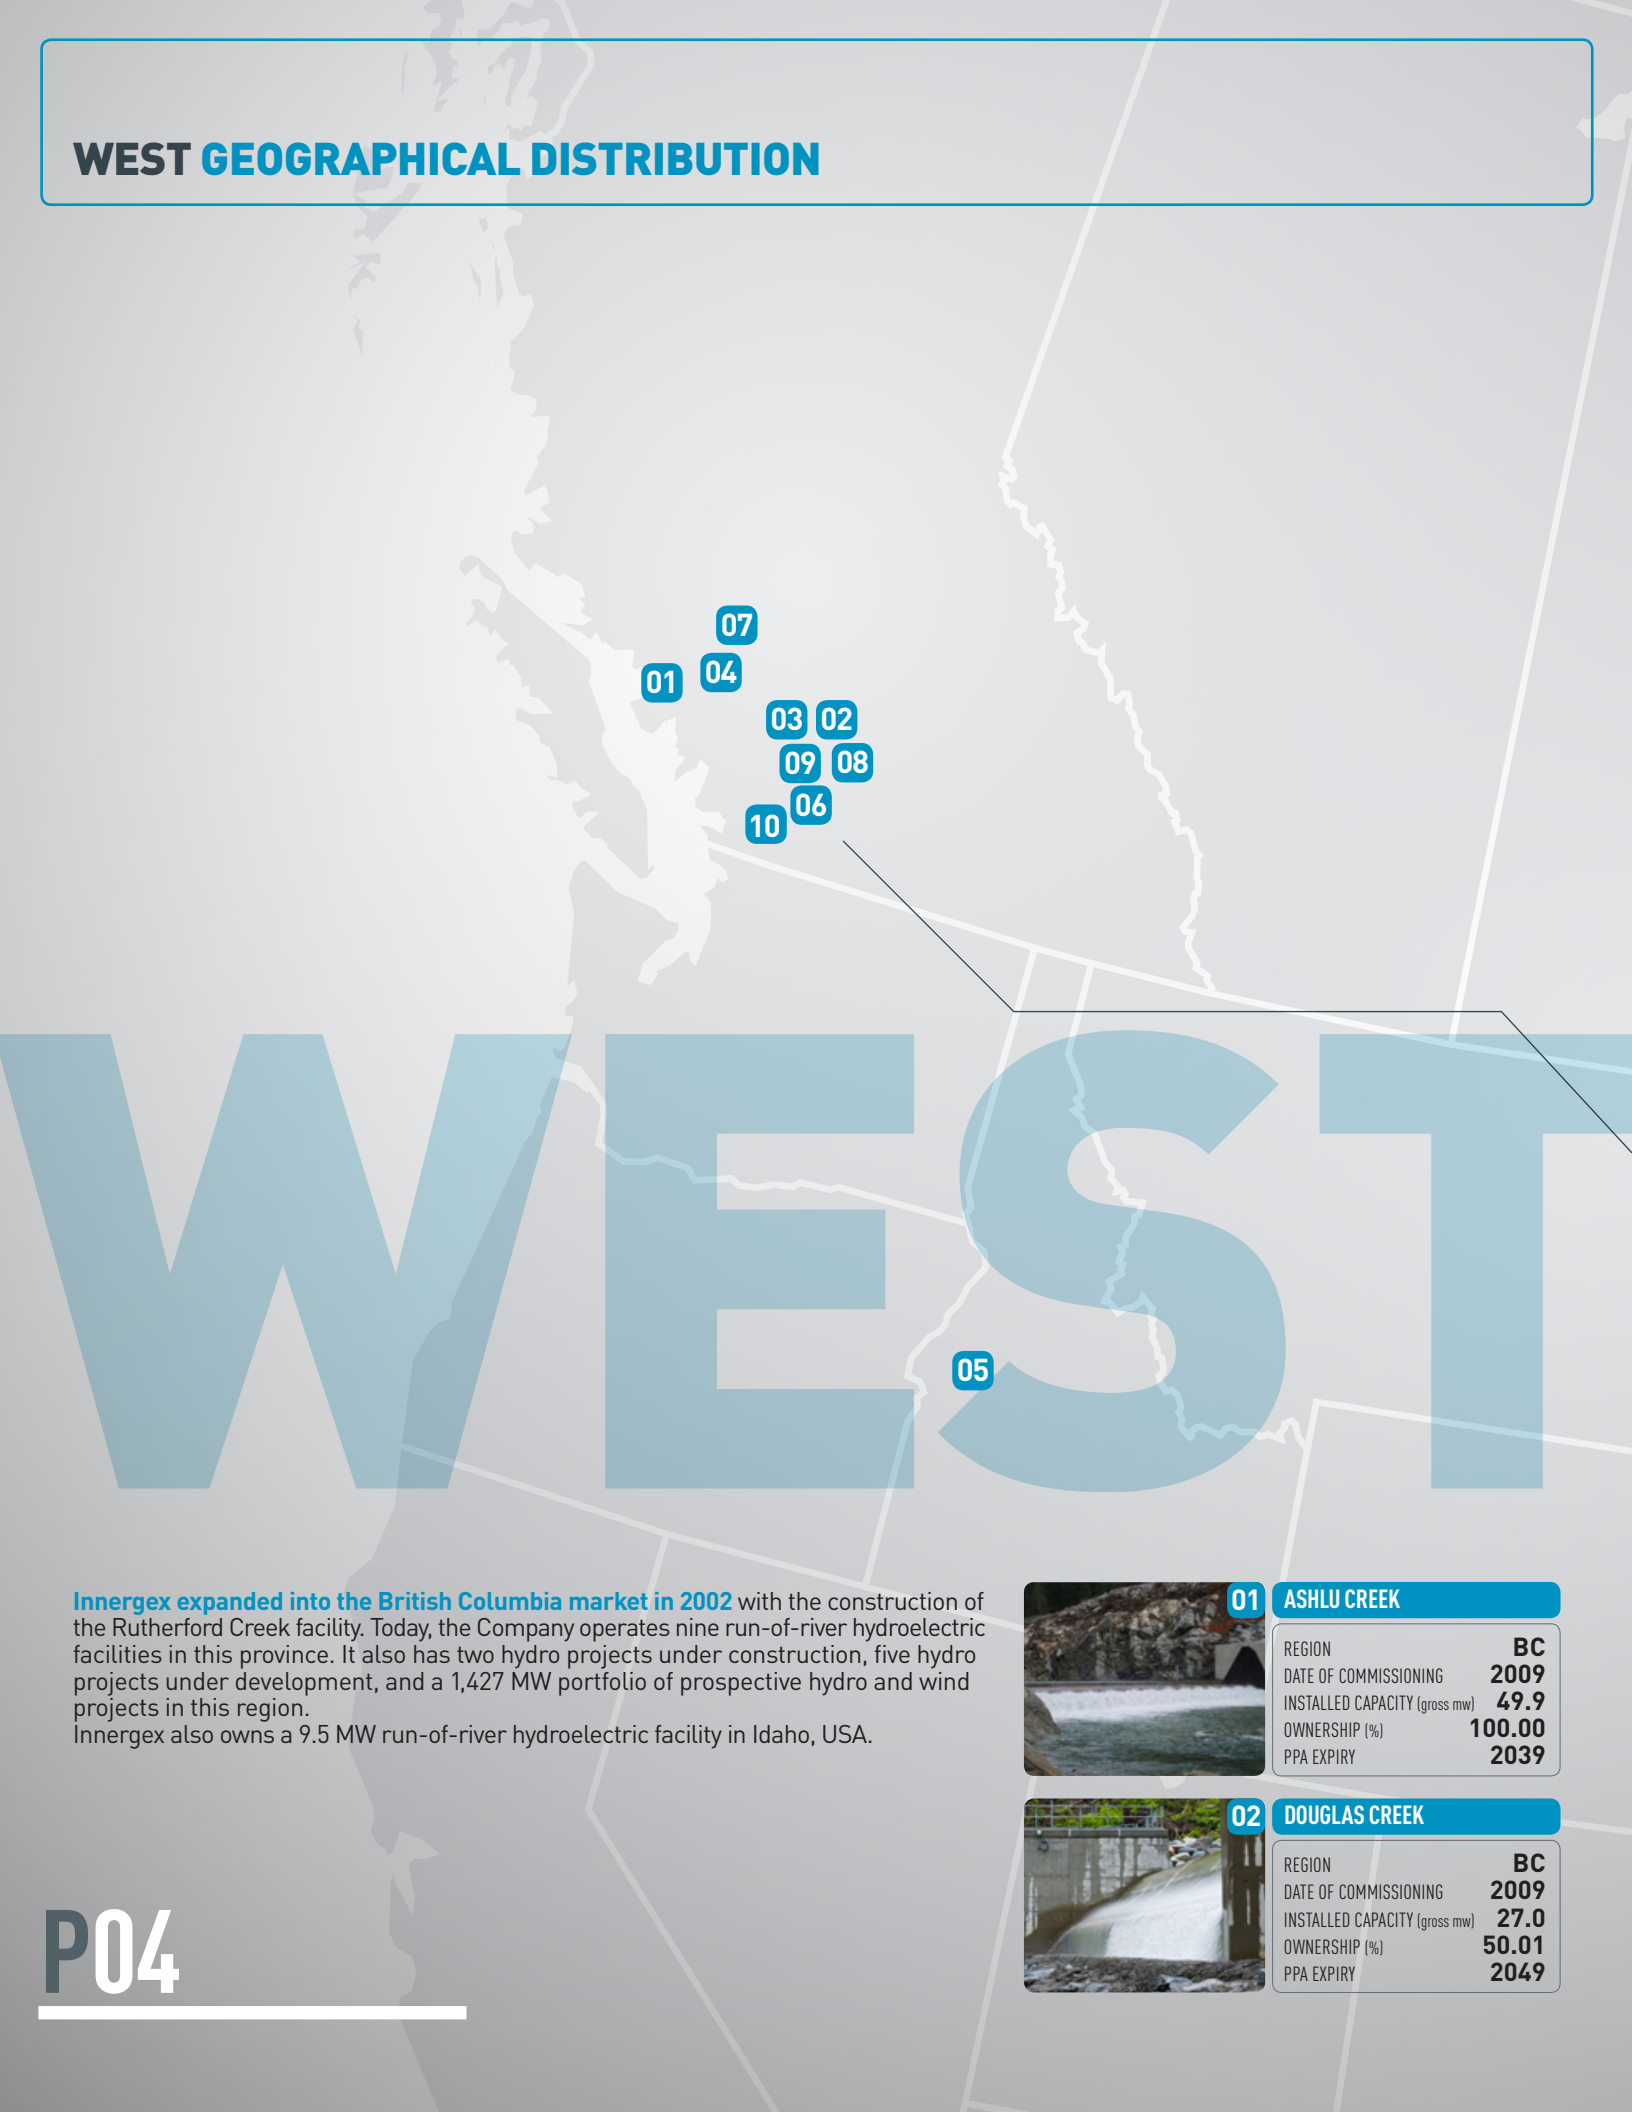 WEST GEOGRAPHICAL DISTRIBUTION
07
01
04
03 02
09 08
06
10
WEST
05
Innergex expanded into the British Columbia market in 2002 with the construction of
the Rutherford Creek facility. Today, the Company operates nine run-of-river hydroelectric
facilities in this province. It also has two hydro projects under construction, five hydro
projects under development, and a 1,427 MW portfolio of prospective hydro and wind
projects in this region.
Innergex also owns a 9.5 MW run-of-river hydroelectric facility in Idaho, USA.
01 ASHLU CREEK
REGION BC
DATE OF COMMISSIONING 2009
INSTALLED CAPACITY (gross mw) 49.9
OWNERSHIP (%) 100.00
PPA EXPIRY 2039
02 DOUGLAS CREEK
REGION BC
DATE OF COMMISSIONING 2009
INSTALLED CAPACITY (gross mw) 27.0
OWNERSHIP (%) 50.01
PPA EXPIRY 2049
P04